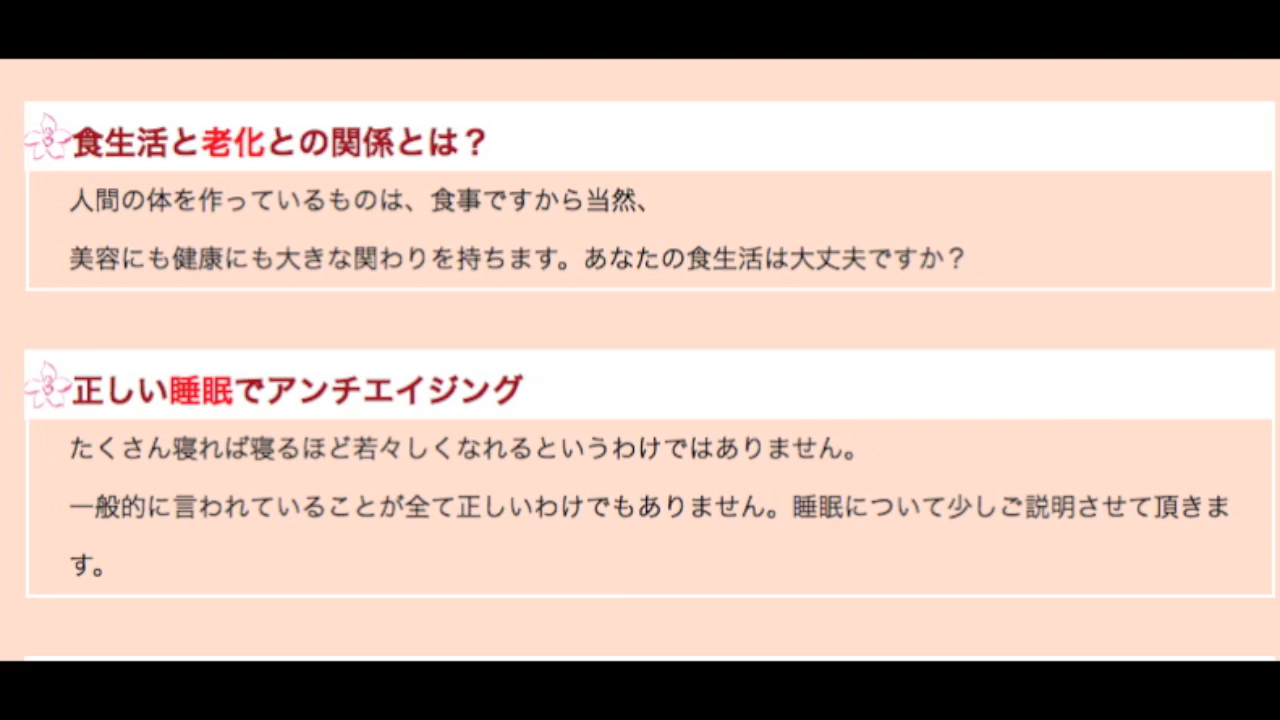 食生活と老化との関係とは？
人間の体を作っているものは、食事ですから当然、
美容にも健康にも大きな関わりを持ちます。あなたの食生活は大丈夫ですか？
正しい睡眠でアンチエイジング
たくさん寝れば寝るほど若々しくなれるというわけではありません。
一般的に言われていることが全て正しいわけでもありません。睡眠について少しご説明させて頂きま
す。